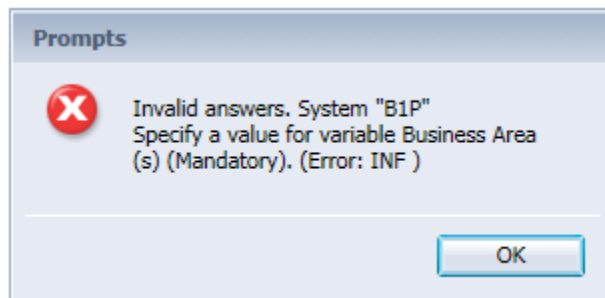 Prompts
Invalid answers. System "B1P"
Specify a value for variable Business Area
(s) (Mandatory). (Error: INF )
OK